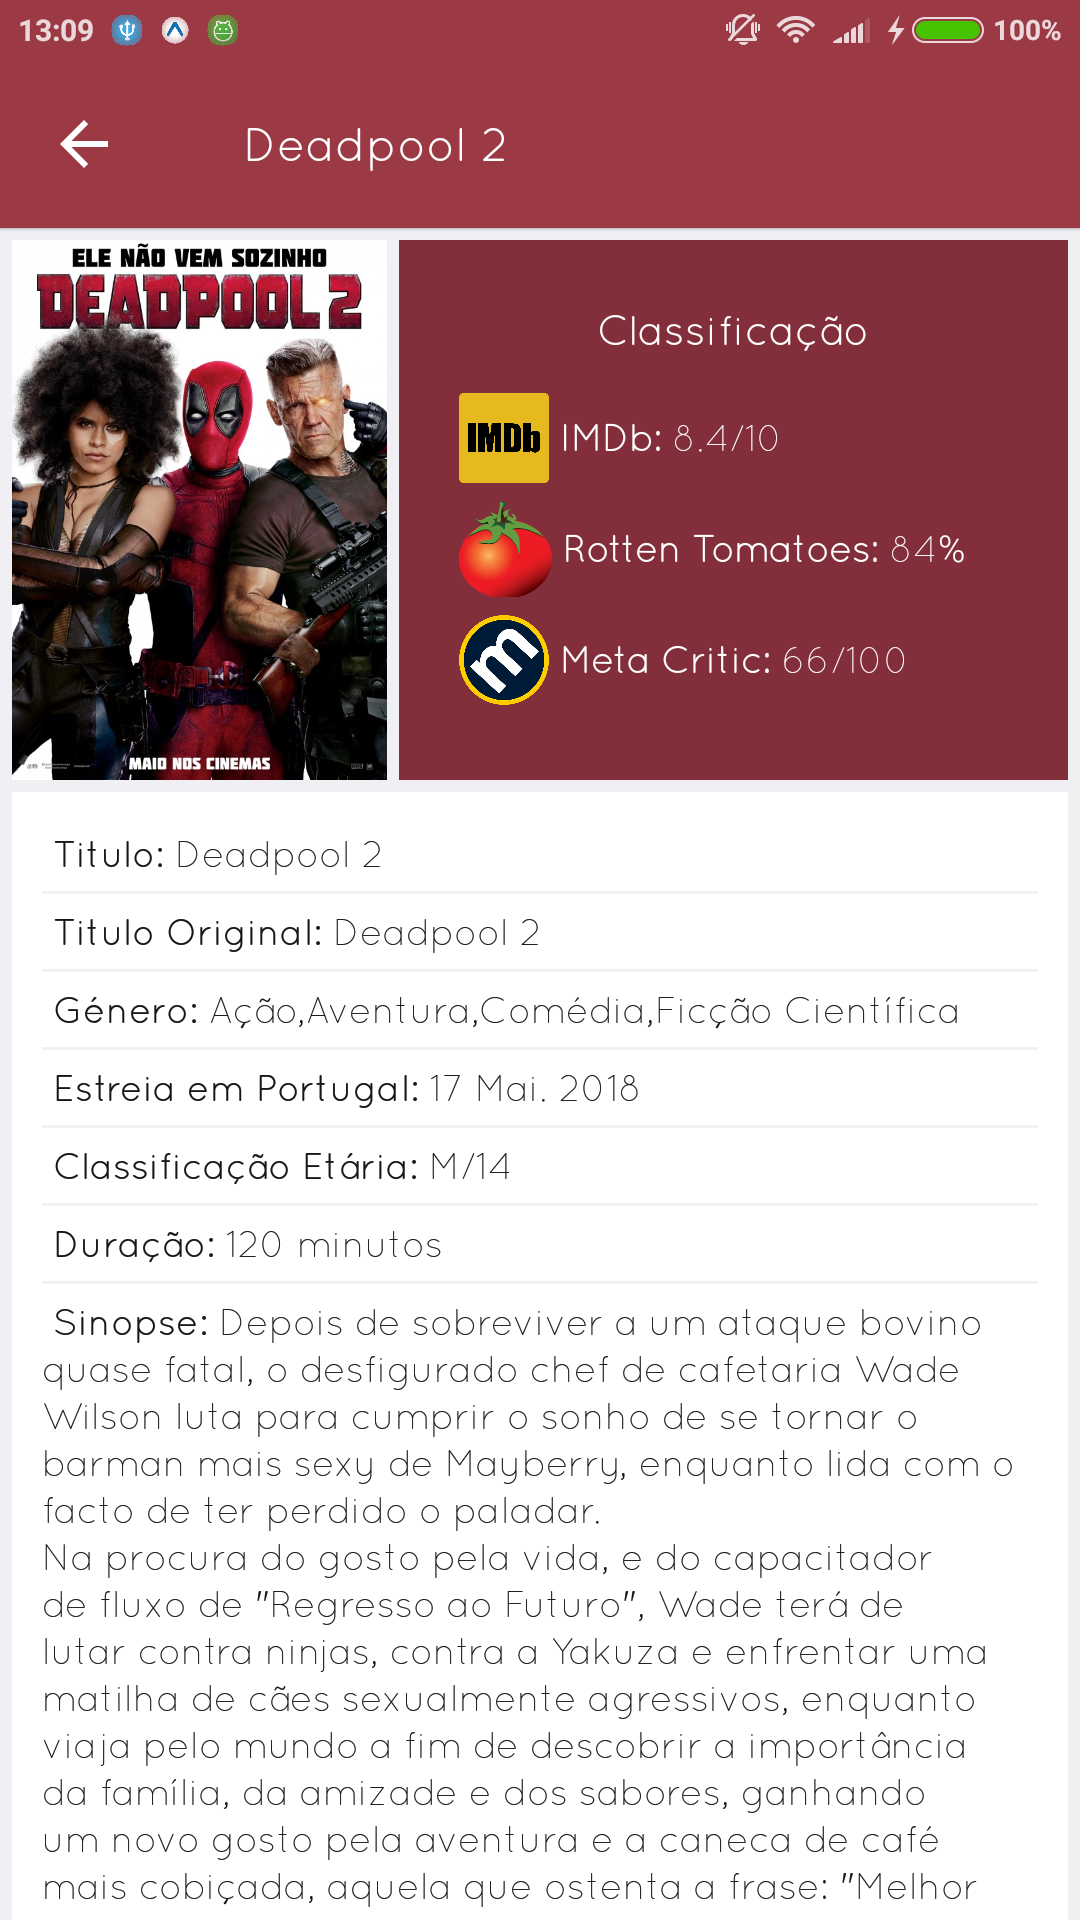 13:09
100%
Deadpool 2
ELE NÃO VEM SOZINHO
DEADPOOL 2
MAIO NOS CINEMAS
Classificação
IMDb IMDb: 8.4/10
Rotten Tomatoes: 84%
m Meta Critic: 66/100
Titulo: Deadpool 2
Titulo Original: Deadpool 2
Género: Ação,Aventura,Comédia,Ficção Científica
Estreia em Portugal: 17 Mai. 2018
Classificação Etária: M/14
Duração: 120 minutos
Sinopse: Depois de sobreviver a um ataque bovino
quase fatal, o desfigurado chef de cafetaria Wade
Wilson luta para cumprir o sonho de se tornar o
barman mais sexy de Mayberry, enquanto lida com o
facto de ter perdido o paladar.
Na procura do gosto pela vida, e do capacitador
de fluxo de "Regresso ao Futuro", Wade terá de
lutar contra ninjas, contra a Yakuza e enfrentar uma
matilha de cães sexualmente agressivos, enquanto
viaja pelo mundo a fim de descobrir a importância
da família, da amizade e dos sabores, ganhando
um novo gosto pela aventura e a caneca de café
mais cobiçada, aquela que ostenta a frase: "Melhor